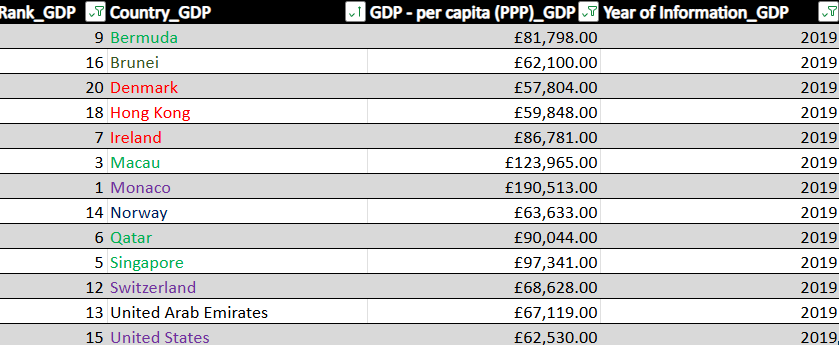 Rank_GDP Country_GDP GDP - per capita (PPP)_GDP Year of Information_GDP
9 Bermuda £81,798.00 2019
16 Brunei £62,100.00 2019
20 Denmark £57,804.00 2019
18 Hong Kong £59,848.00 2019
7 Ireland £86,781.00 2019
3 Macau £123,965.00 2019
1 Monaco £190,513.00 2019
14 Norway £63,633.00 2019
6 Qatar £90,044.00 2019
5 Singapore £97,341.00 2019
12 Switzerland £68,628.00 2019
13 United Arab Emirates £67,119.00 2019
15 United States £62,530.00 2019